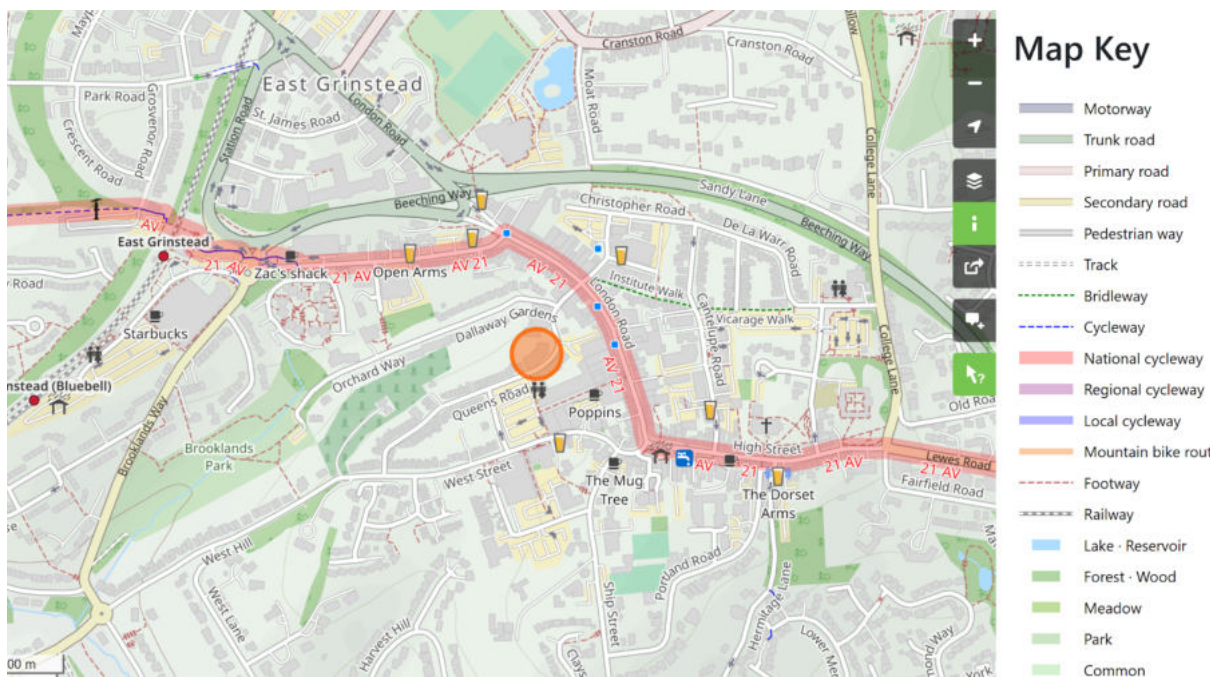 Cranston Road
Cranston Road
East Grinstead
Park Road
Grosvenor Road
Crescent Road
Station Road
St. James Road
London Road
Moat Road
College Lane
Sandy Lane
Beeching Way
Beeching Way
Christopher Road
De La Warr Road
AV
East Grinstead
21 AV
Zac's shack
21 AV
Open Arms
AV 21
AV 21
Institute Walk
London Road
Cantelupe Road
Vicarage Walk
College Lane
Starbucks
Dallaway Gardens
Orchard Way
AV 21
nstead (Bluebell)
Queens Road
Poppins
Old Roa
Brooklands Way
Brooklands
Park
High Street
AV
21
21 AV
Lewes Road
21 AV
West Street
The Mug
Tree
The Dorset
Arms
Fairfield Road
West Hill
Portland Road
Ship Street
Hermitage Lane
West Lane
Harvest Hill
Clays
Lower Mer
York
00 m
Map Key
Motorway
Trunk road
Primary road
Secondary road
Pedestrian way
Track
Bridleway
Cycleway
National cycleway
Regional cycleway
Local cycleway
Mountain bike rout
Footway
Railway
Lake · Reservoir
Forest · Wood
Meadow
Park
Common